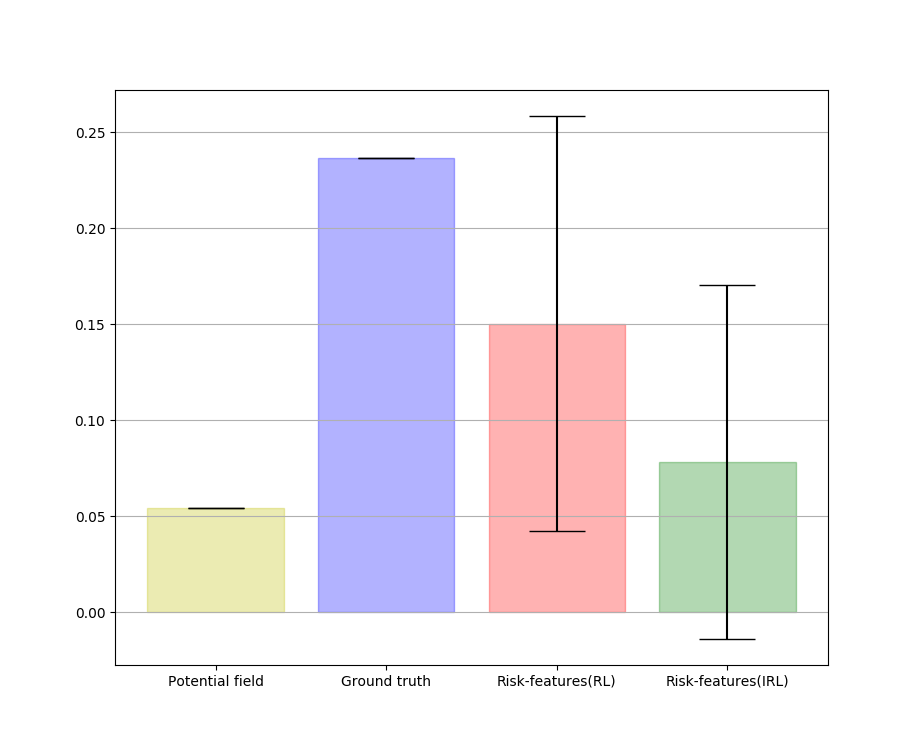 0.25
0.20
0.15
0.10
0.05
0.00
Potential field
Ground truth
Risk-features(RL)
Risk-features(IRL)